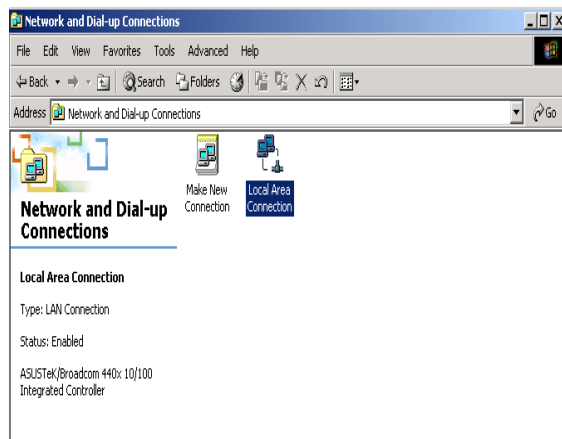 Network and Dial-up Connections
File Edit View Favorites Tools Advanced Help
Back Search Folders
Address Network and Dial-up Connections Go
Make New
Connection
Local Area
Connection
Network and Dial-up
Connections
Local Area Connection
Type: LAN Connection
Status: Enabled
ASUSTeK/Broadcom 440x 10/100
Integrated Controller